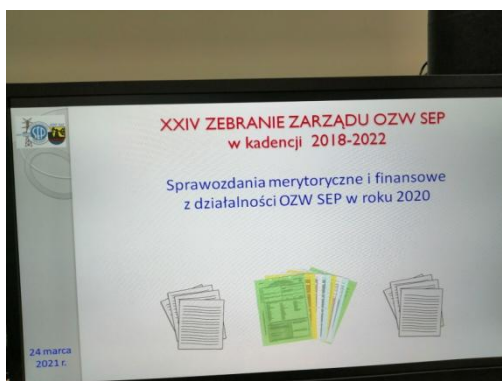 XXIV ZEBRANIE ZARZĄDU OZW SEP
w kadencji 2018-2022
Sprawozdania merytoryczne i finansowe
z działalności OZW SEP w roku 2020
24 marca
2021 r.